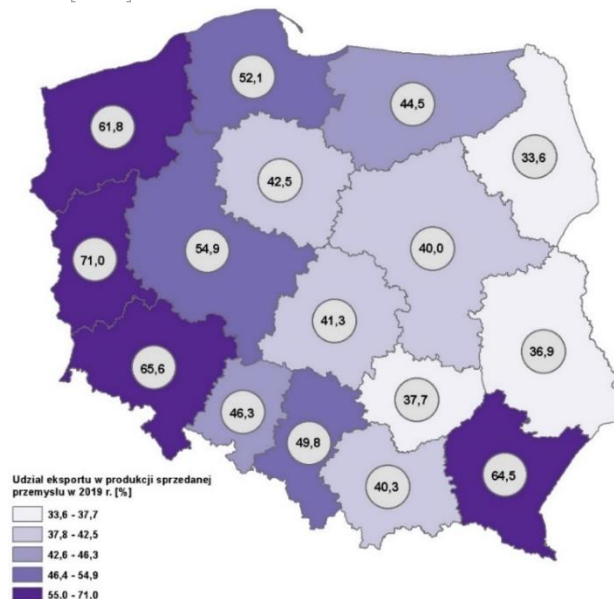 52,1
44,5
61,8
33,6
42,5
54,9
40,0
71,0
41,3
36,9
65,6
37,7
46,3
49,8
64,5
40,3
Udział eksportu w produkcji sprzedanej
przemysłu w 2019 r. [%]
33,6 - 37,7
37,8 - 42,5
42,6 - 46,3
46,4 - 54,9
55,0 - 71,0